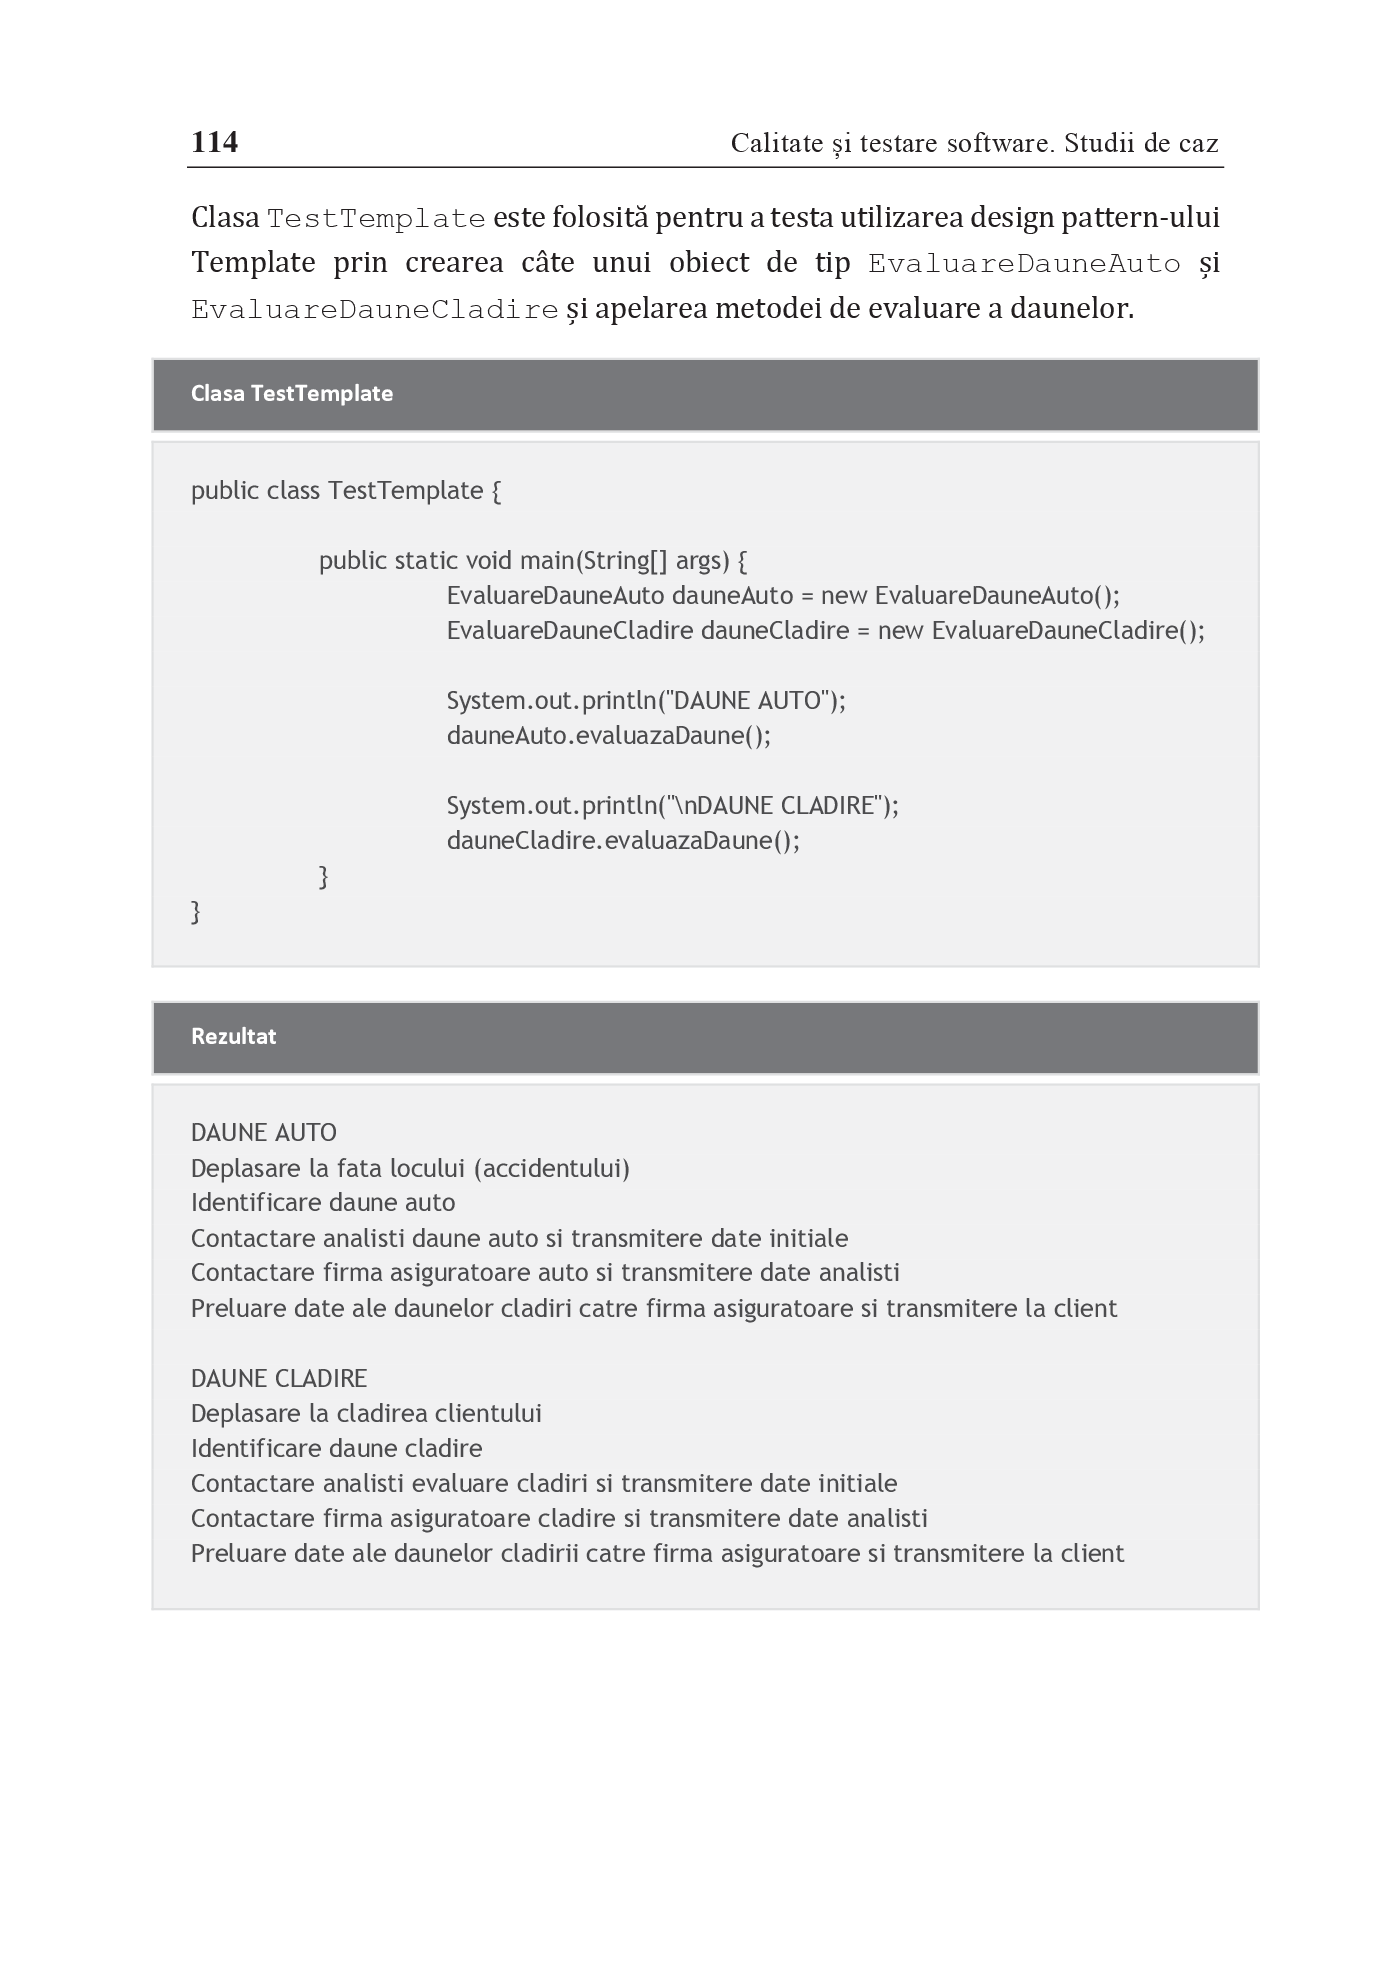 114 Calitate și testare software. Studii de caz
Clasa TestTemplate este folosită pentru a testa utilizarea design pattern-ului
Template prin crearea câte unui obiect de tip EvaluareDauneAuto și
EvaluareDauneCladire și apelarea metodei de evaluare a daunelor.
Clasa TestTemplate
public class TestTemplate {
public static void main(String[] args) {
EvaluareDauneAuto dauneAuto = new EvaluareDauneAuto();
EvaluareDauneCladire dauneCladire = new EvaluareDauneCladire();
System.out.println("DAUNE AUTO");
dauneAuto.evaluazaDaune();
System.out.println("\nDAUNE CLADIRE");
dauneCladire.evaluazaDaune();
}
}
Rezultat
DAUNE AUTO
Deplasare la fata locului (accidentului)
Identificare daune auto
Contactare analisti daune auto si transmitere date initiale
Contactare firma asiguratoare auto si transmitere date analisti
Preluare date ale daunelor cladiri catre firma asiguratoare si transmitere la client
DAUNE CLADIRE
Deplasare la cladirea clientului
Identificare daune cladire
Contactare analisti evaluare cladiri si transmitere date initiale
Contactare firma asiguratoare cladire si transmitere date analisti
Preluare date ale daunelor cladirii catre firma asiguratoare si transmitere la client